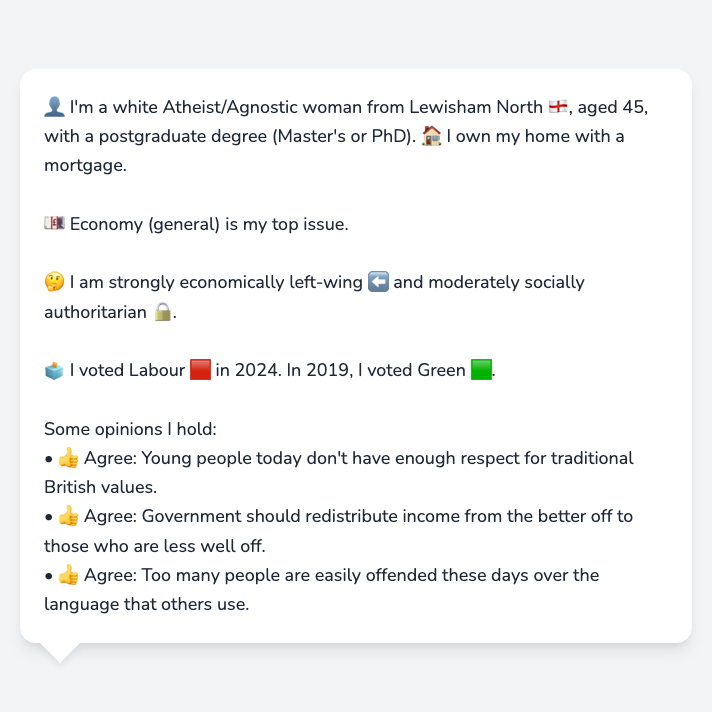 👤 I'm a white Atheist/Agnostic woman from Lewisham North 🏴󠁧󠁢󠁥󠁮󠁧󠁿, aged 45,
with a postgraduate degree (Master's or PhD). 🏠 I own my home with a
mortgage.
💷 Economy (general) is my top issue.
🤔 I am strongly economically left-wing ⬅️ and moderately socially
authoritarian 🔒.
🗳️ I voted Labour 🟥 in 2024. In 2019, I voted Green 🟩.
Some opinions I hold:
• 👍 Agree: Young people today don't have enough respect for traditional
British values.
• 👍 Agree: Government should redistribute income from the better off to
those who are less well off.
• 👍 Agree: Too many people are easily offended these days over the
language that others use.